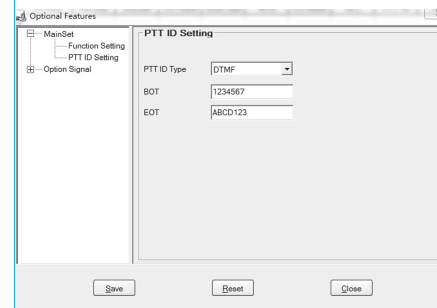 Optional Features
MainSet
Function Setting
PTT ID Setting
Option Signal
PTT ID Setting
PTT ID Type DTMF
BOT 1234567
EOT ABCD123
Save Reset Close